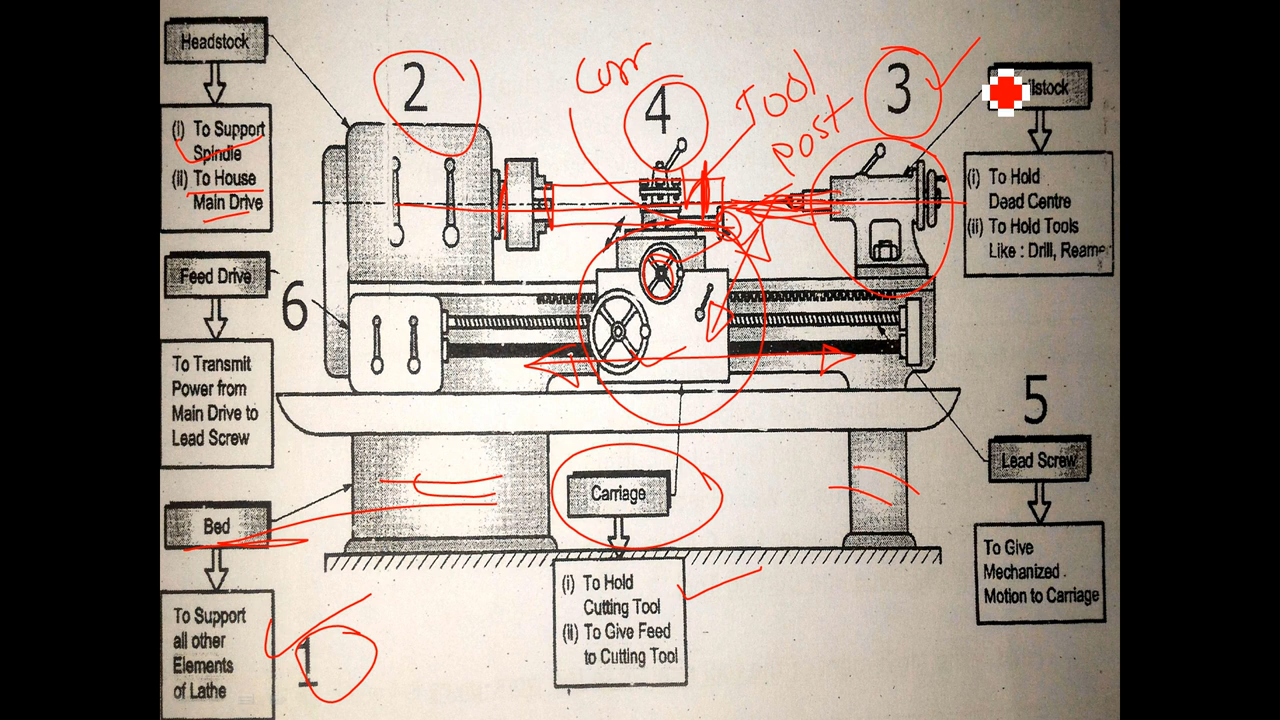 Headstock
(i) To Support
Spindle
(ii) To House
Main Drive
2
4
TOOL
POST
3
ilstock
(i) To Hold
Dead Centre
(ii) To Hold Tools
Like : Drill, Reame
Feed Drive
6
To Transmit
Power from
Main Drive to
Lead Screw
5
Lead Screw
To Give
Mechanized
Motion to Carriage
Bed
To Support
all other
Elements
of Lathe
1
Carriage
(i) To Hold
Cutting Tool
(ii) To Give Feed
to Cutting Tool